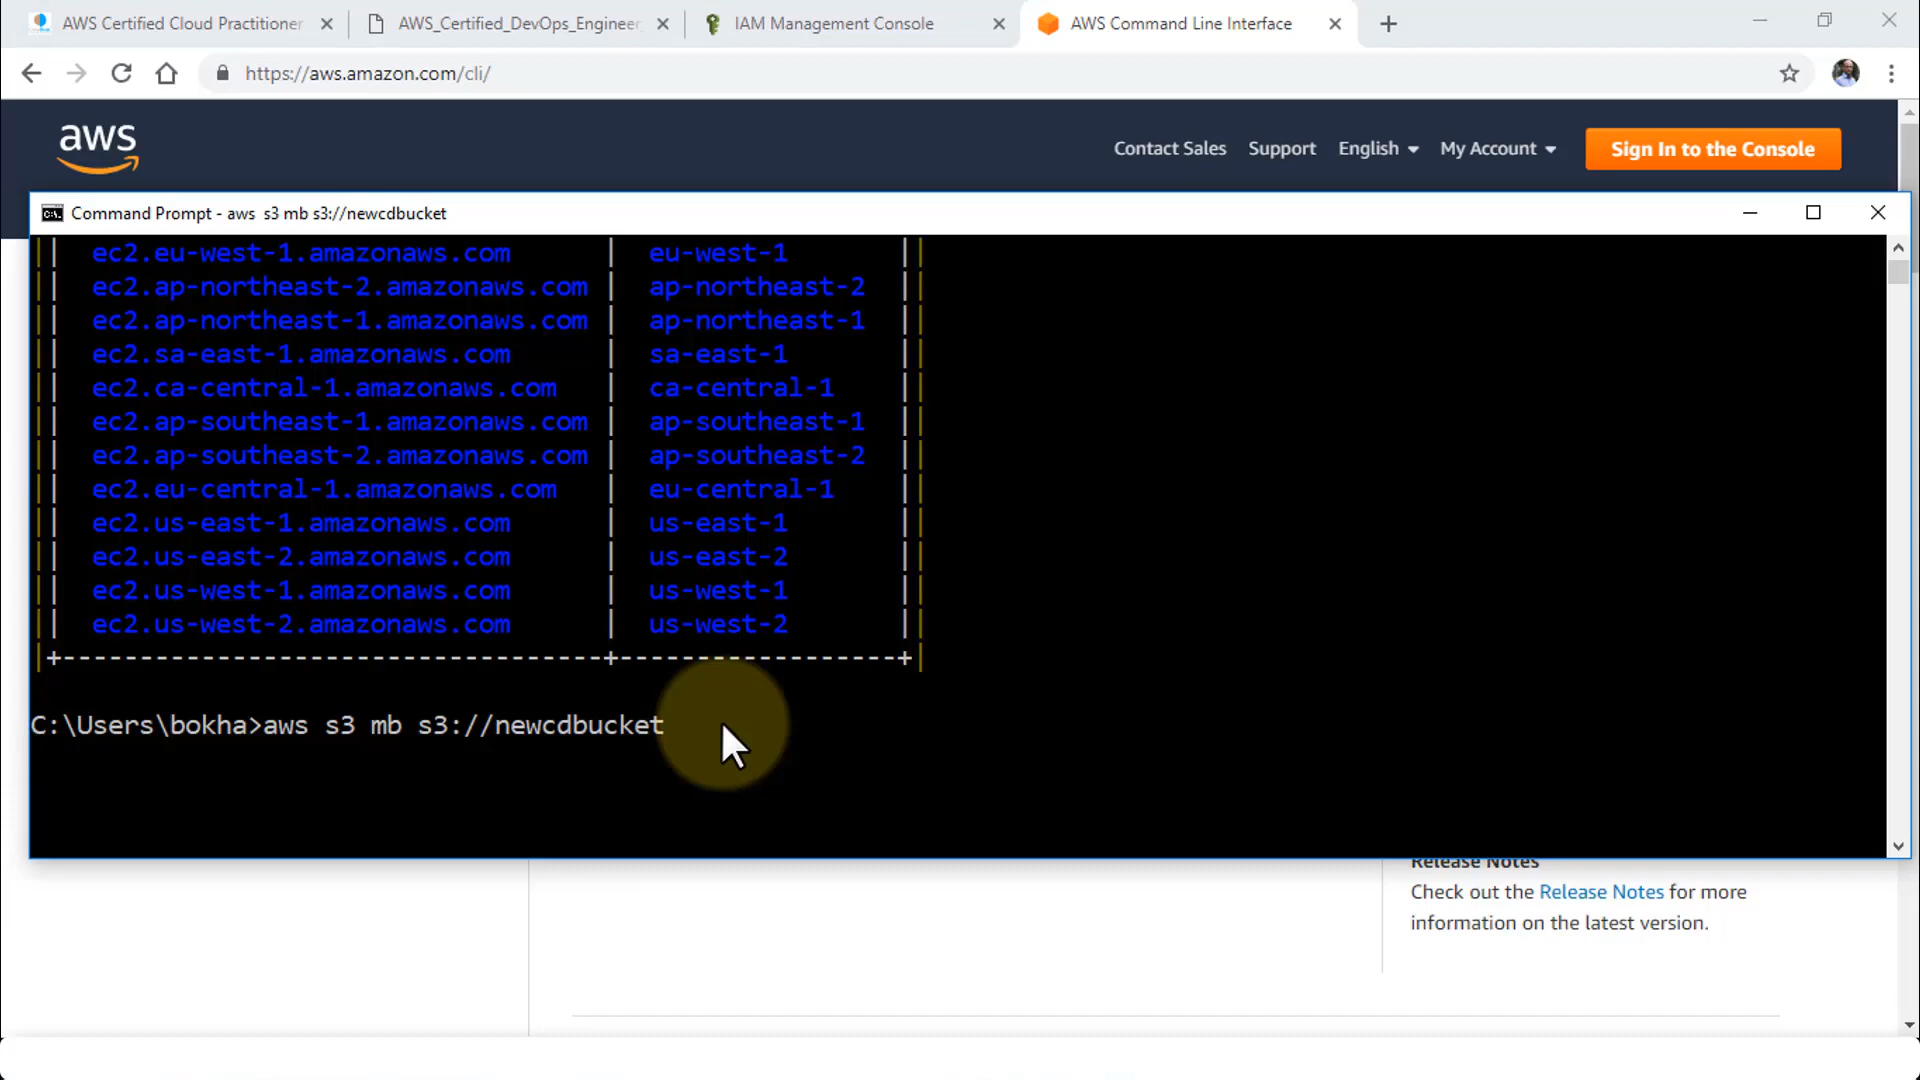 AWS Certified Cloud Practitioner
AWS_Certified_DevOps_Engineer
IAM Management Console
AWS Command Line Interface
https://aws.amazon.com/cli/
aws
Contact Sales
Support
English
My Account
Sign In to the Console
Command Prompt - aws  s3 mb s3://newcdbucket
||  ec2.eu-west-1.amazonaws.com      |  eu-west-1       ||
||  ec2.ap-northeast-2.amazonaws.com |  ap-northeast-2  ||
||  ec2.ap-northeast-1.amazonaws.com |  ap-northeast-1  ||
||  ec2.sa-east-1.amazonaws.com      |  sa-east-1       ||
||  ec2.ca-central-1.amazonaws.com   |  ca-central-1    ||
||  ec2.ap-southeast-1.amazonaws.com |  ap-southeast-1  ||
||  ec2.ap-southeast-2.amazonaws.com |  ap-southeast-2  ||
||  ec2.eu-central-1.amazonaws.com   |  eu-central-1    ||
||  ec2.us-east-1.amazonaws.com      |  us-east-1       ||
||  ec2.us-east-2.amazonaws.com      |  us-east-2       ||
||  ec2.us-west-1.amazonaws.com      |  us-west-1       ||
||  ec2.us-west-2.amazonaws.com      |  us-west-2       ||
|+-----------------------------------+------------------+|
C:\Users\bokha>aws s3 mb s3://newcdbucket
Release Notes
Check out the Release Notes for more
information on the latest version.